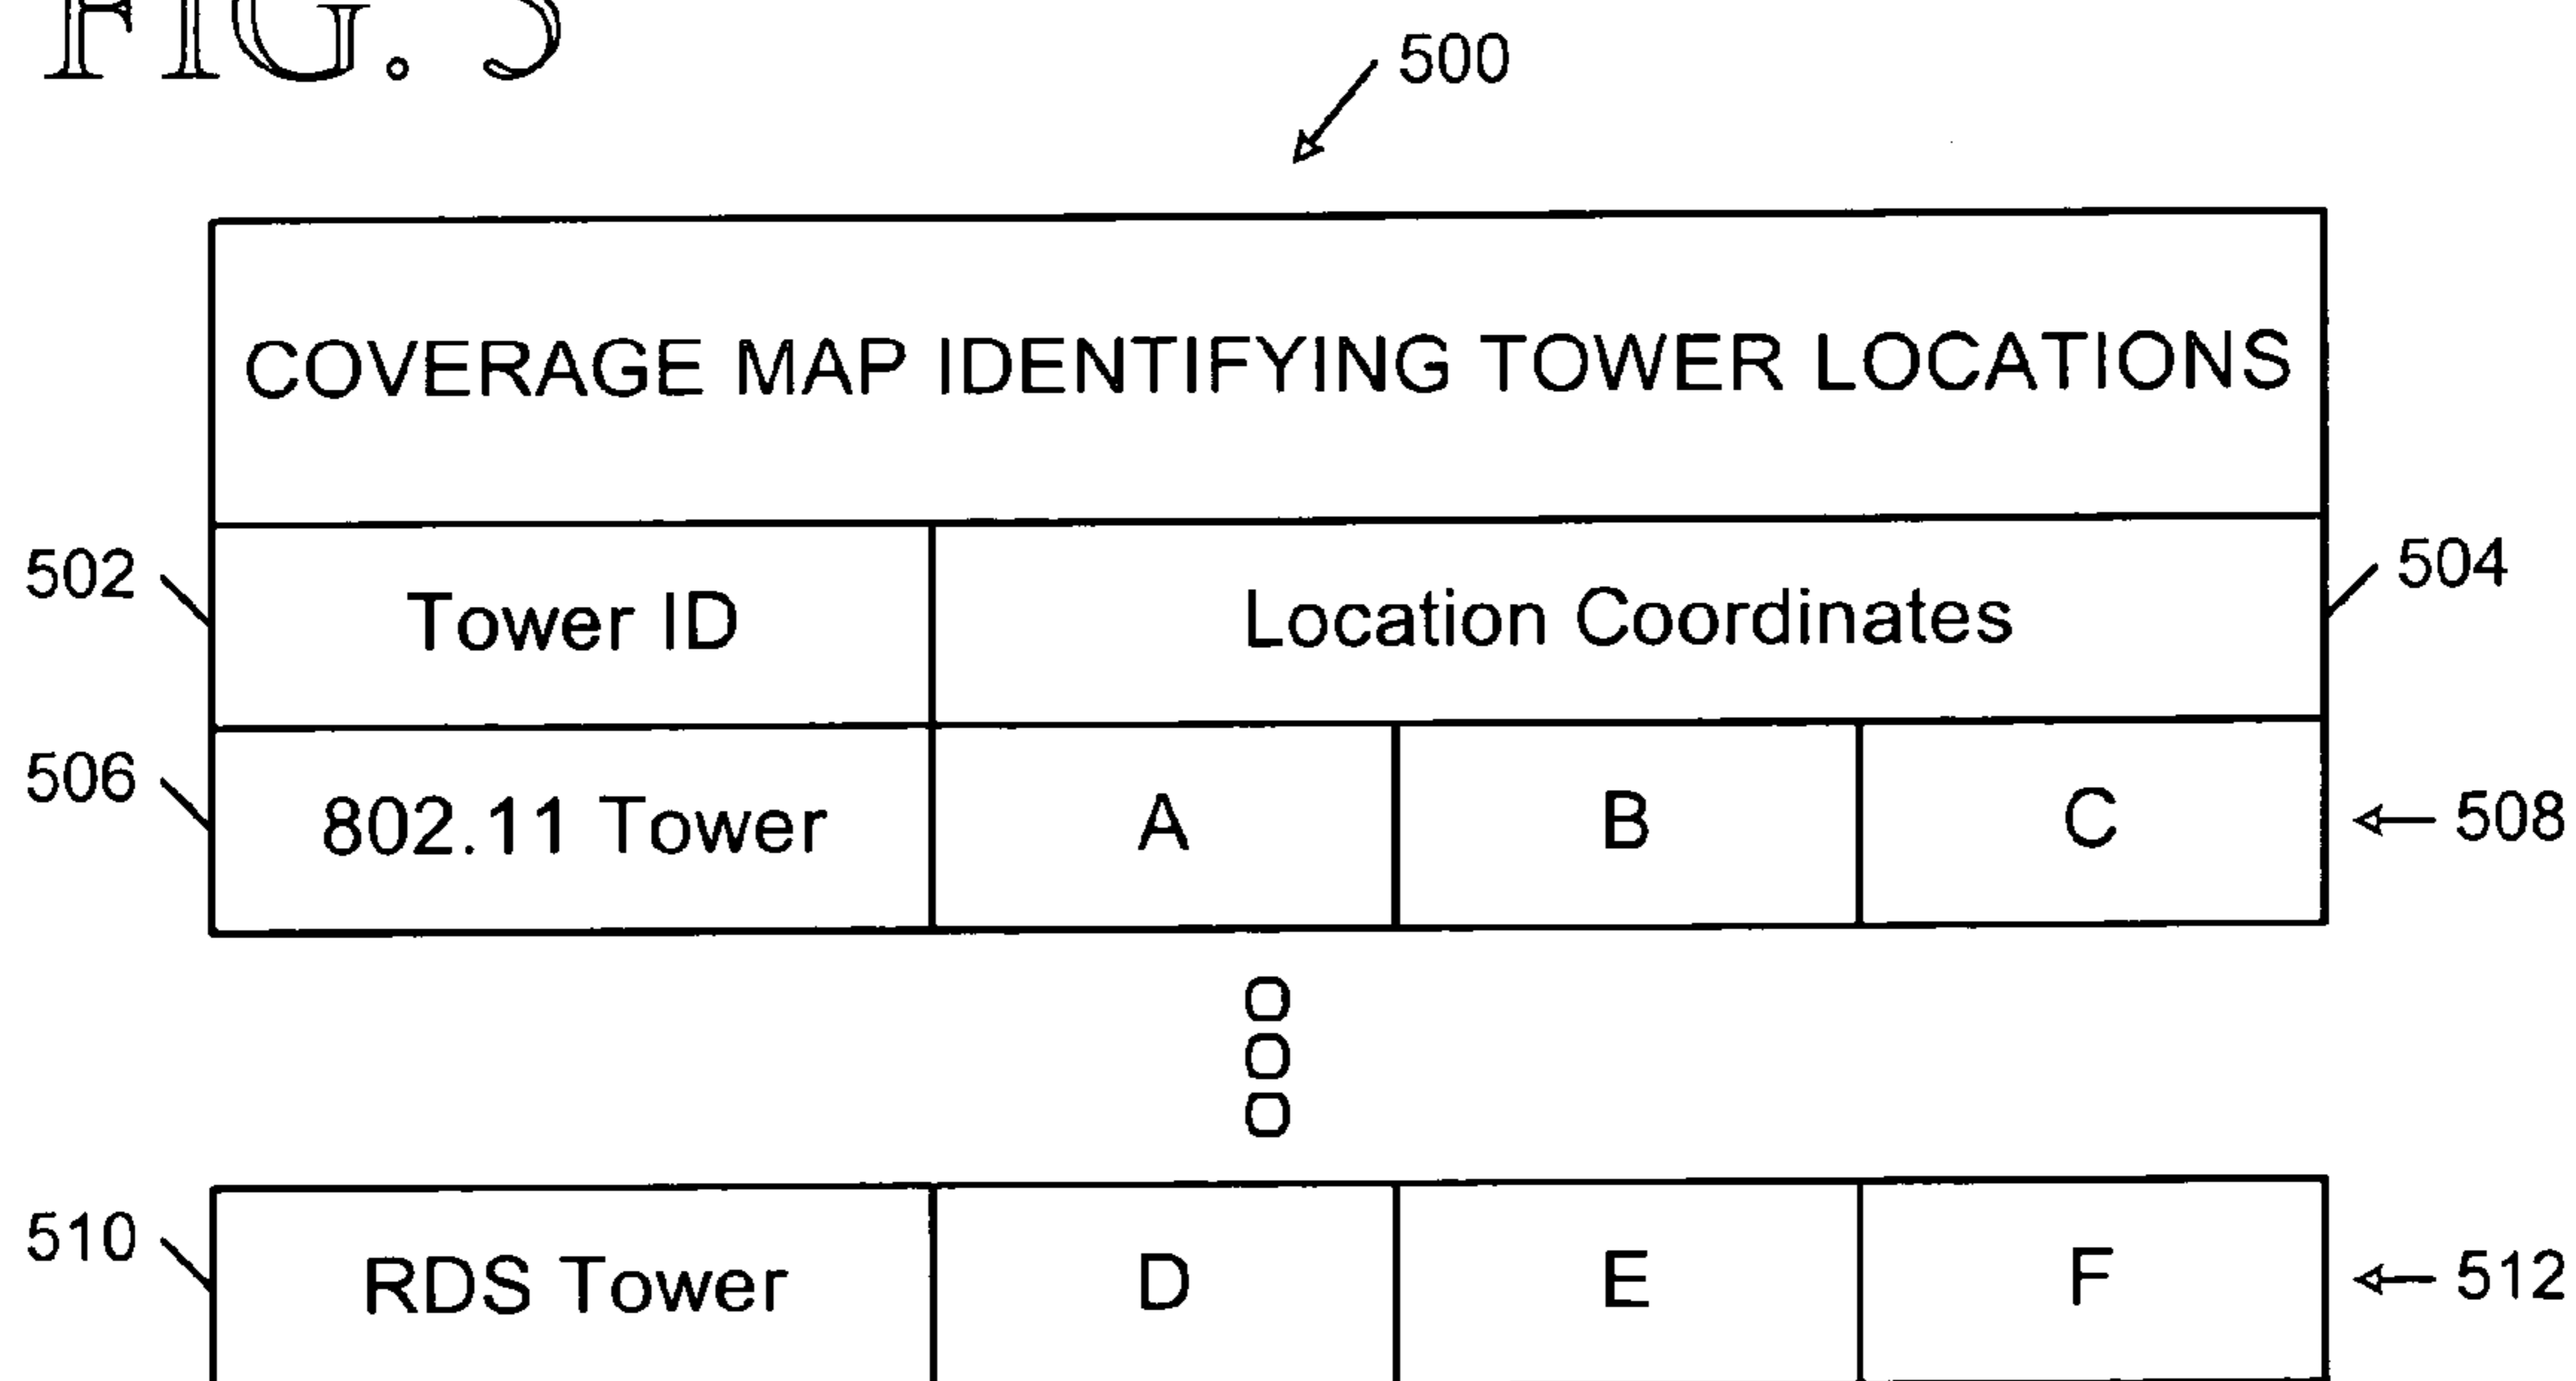 FIG. 5
500
COVERAGE MAP IDENTIFYING TOWER LOCATIONS
502 Tower ID Location Coordinates 504
506 802.11 Tower A B C 508
510 RDS Tower D E F 512